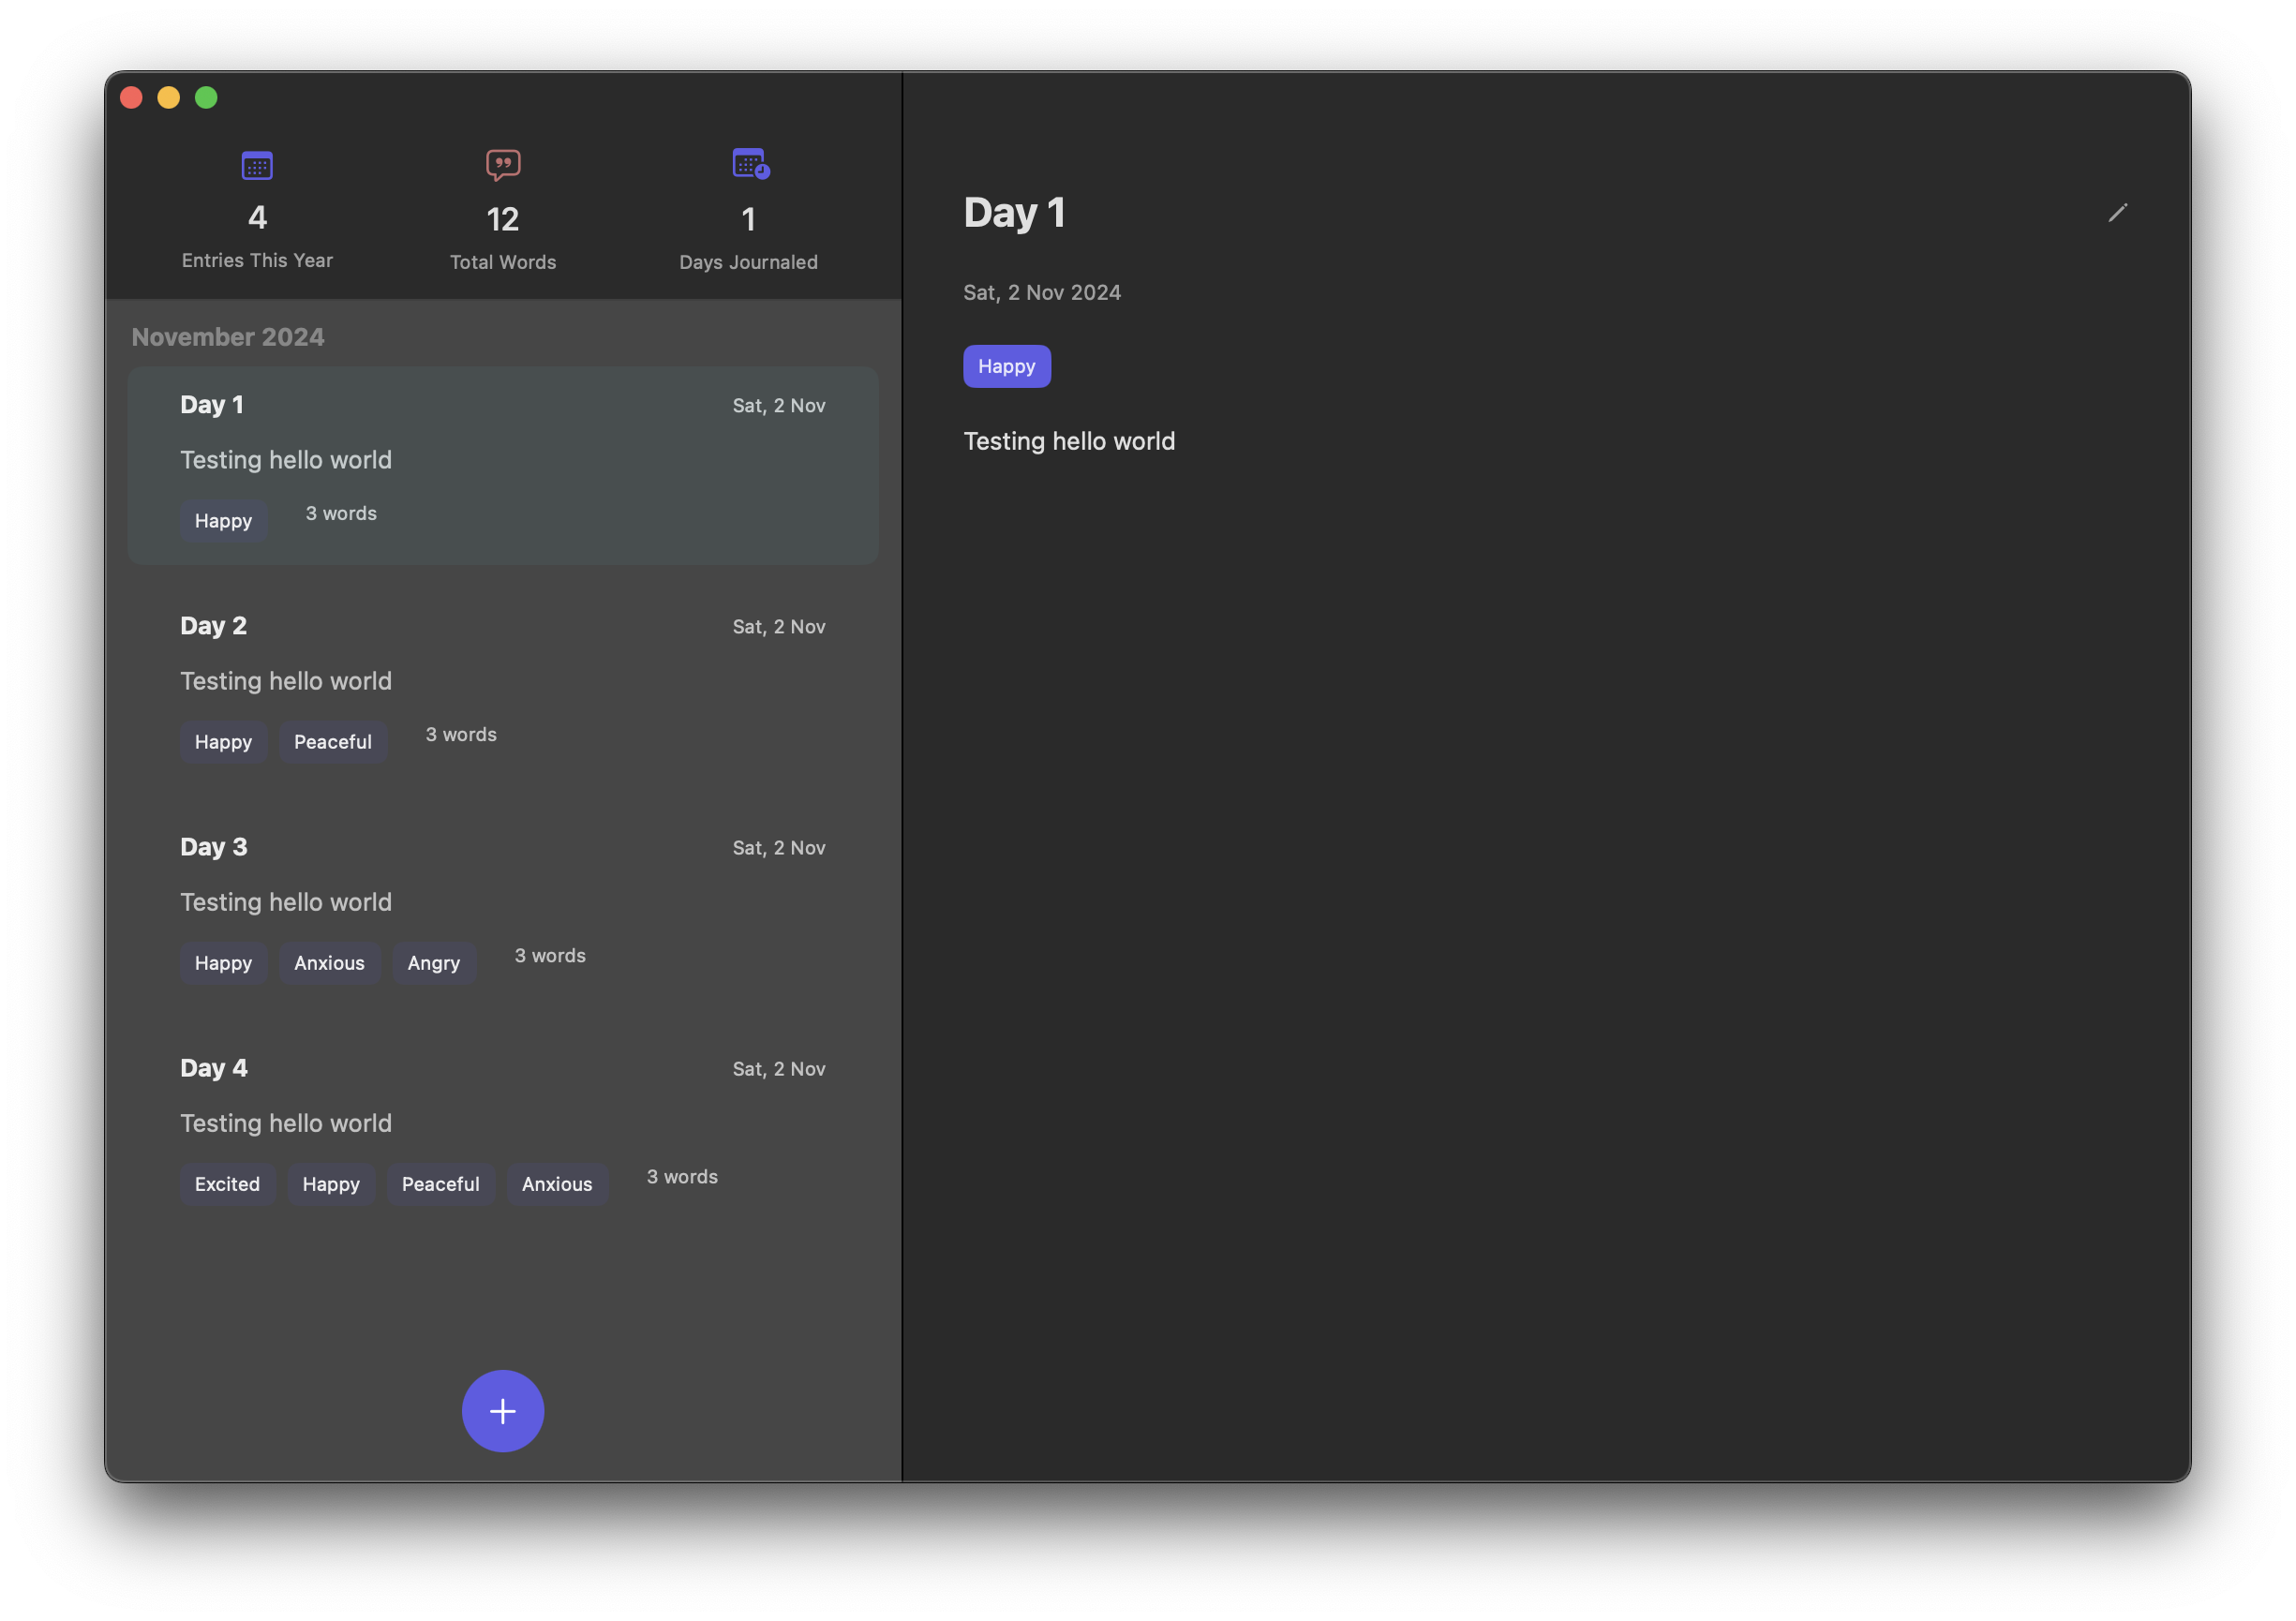 4
Entries This Year
12
Total Words
1
Days Journaled
November 2024
Day 1
Sat, 2 Nov
Testing hello world
Happy
3 words
Day 2
Sat, 2 Nov
Testing hello world
Happy
Peaceful
3 words
Day 3
Sat, 2 Nov
Testing hello world
Happy
Anxious
Angry
3 words
Day 4
Sat, 2 Nov
Testing hello world
Excited
Happy
Peaceful
Anxious
3 words
Day 1
Sat, 2 Nov 2024
Happy
Testing hello world